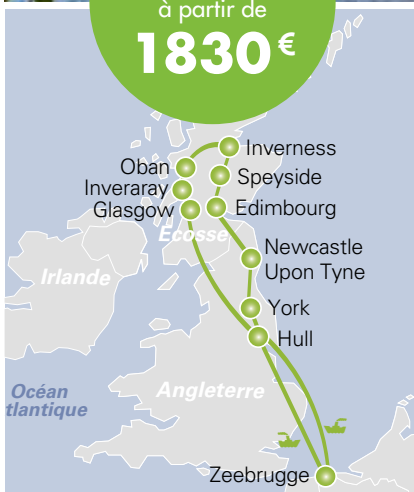 à partir de
1830 €
Inverness
Oban
Speyside
Inveraray
Glasgow
Edimbourg
Ecosse
Newcastle
Upon Tyne
Irlande
York
Hull
Océan
tlantique
Angleterre
Zeebrugge